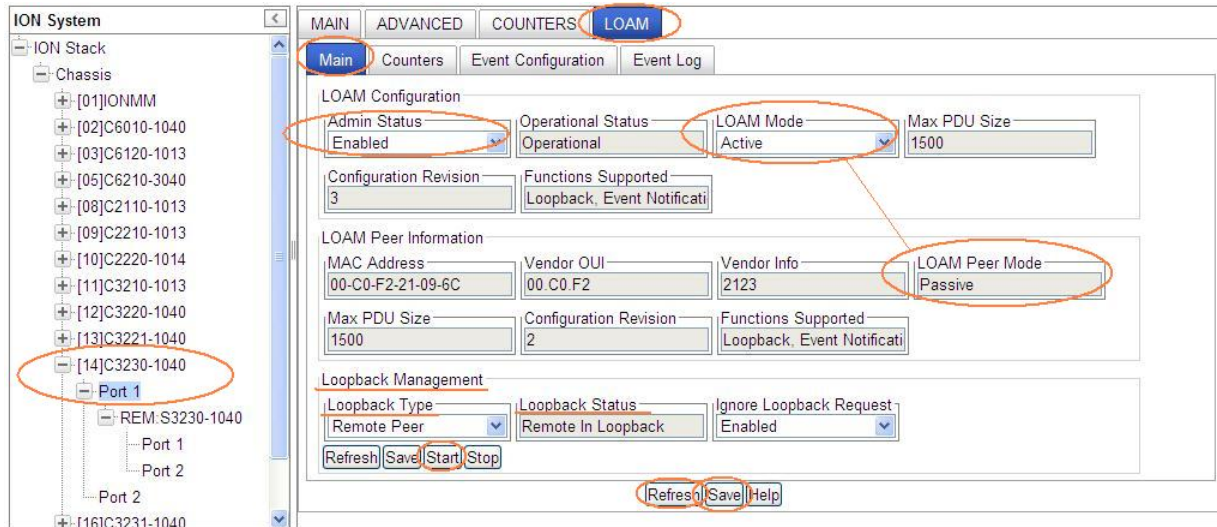 ION System
ION Stack
Chassis
[01]IONMM
[02]C6010-1040
[03]C6120-1013
[05]C6210-3040
[08]C2110-1013
[09]C2210-1013
[10]C2220-1014
[11]C3210-1013
[12]C3220-1040
[13]C3221-1040
[14]C3230-1040
Port 1
REM:S3230-1040
Port 1
Port 2
Port 2
[16]C3231-1040
MAIN ADVANCED COUNTERS LOAM
Main Counters Event Configuration Event Log
LOAM Configuration
Admin Status Operational Status LOAM Mode Max PDU Size
Enabled Operational Active 1500
Configuration Revision Functions Supported
3 Loopback, Event Notificati
LOAM Peer Information
MAC Address Vendor OUI Vendor Info LOAM Peer Mode
00-C0-F2-21-09-6C 00.C0.F2 2123 Passive
Max PDU Size Configuration Revision Functions Supported
1500 2 Loopback, Event Notificati
Loopback Management
Loopback Type Loopback Status Ignore Loopback Request
Remote Peer Remote In Loopback Enabled
Refresh Save Start Stop
Refresh Save Help